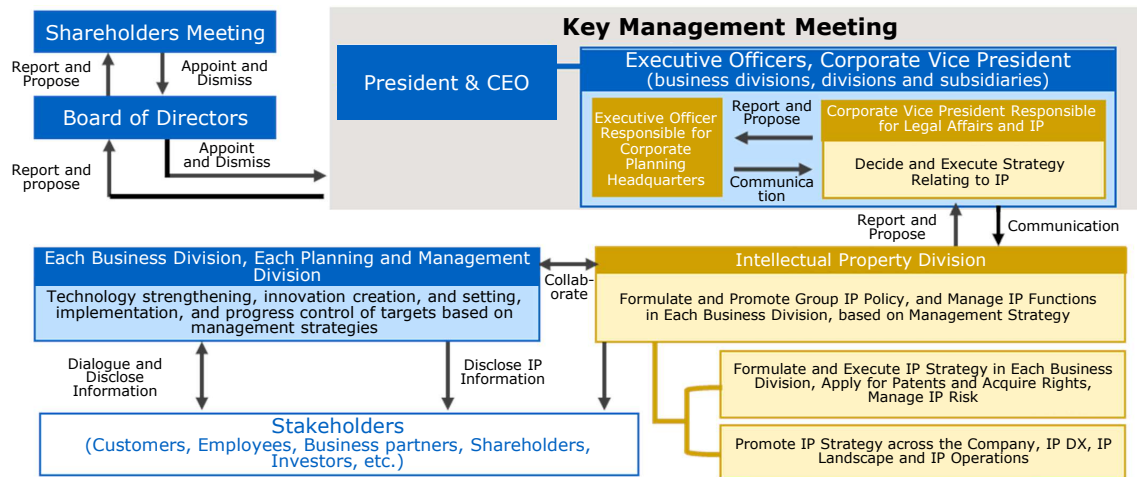 Key Management Meeting
Shareholders Meeting
Report and
Propose
Appoint and
Dismiss
Board of Directors
Report and
propose
Appoint
and Dismiss
President & CEO
Executive Officers, Corporate Vice President
(business divisions, divisions and subsidiaries)
Executive Officer
Responsible for
Corporate
Planning
Headquarters
Report and
Propose
Communica
tion
Corporate Vice President Responsible
for Legal Affairs and IP
Decide and Execute Strategy
Relating to IP
Report and
Propose
Communication
Each Business Division, Each Planning and Management
Division
Technology strengthening, innovation creation, and setting,
implementation, and progress control of targets based on
management strategies
Collab-
orate
Intellectual Property Division
Formulate and Promote Group IP Policy, and Manage IP Functions
in Each Business Division, based on Management Strategy
Dialogue and
Disclose
Information
Disclose IP
Information
Formulate and Execute IP Strategy in Each Business
Division, Apply for Patents and Acquire Rights,
Manage IP Risk
Stakeholders
(Customers, Employees, Business partners, Shareholders,
Investors, etc.)
Promote IP Strategy across the Company, IP DX, IP
Landscape and IP Operations